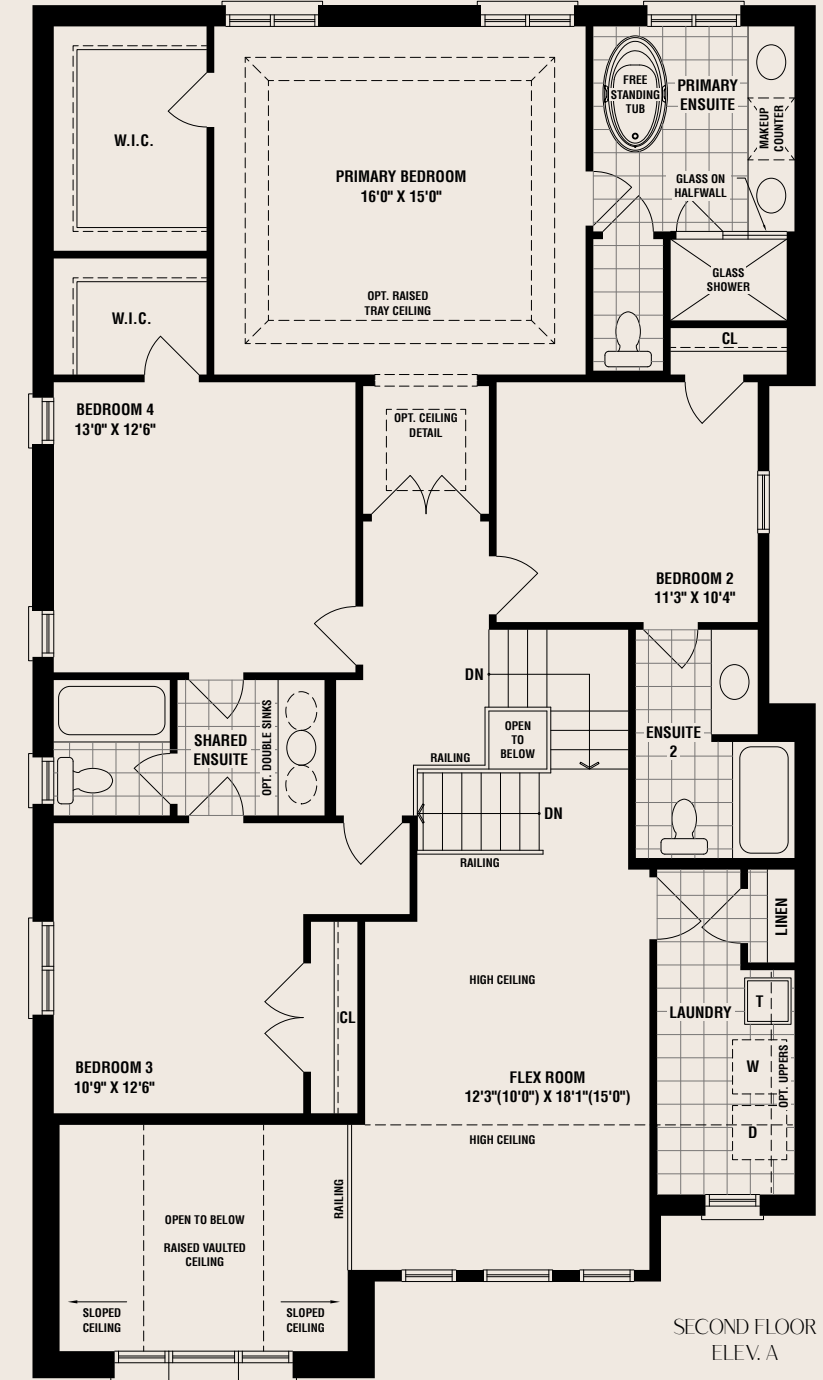 W.I.C.
PRIMARY BEDROOM
16'0" X 15'0"
OPT. RAISED
TRAY CEILING
FREE
STANDING
TUB
PRIMARY
ENSUITE
MAKEUP
COUNTER
GLASS ON
HALFWALL
GLASS
SHOWER
CL
W.I.C.
BEDROOM 4
13'0" X 12'6"
OPT. CEILING
DETAIL
BEDROOM 2
11'3" X 10'4"
DN
OPEN
TO
BELOW
RAILING
DN
RAILING
SHARED
ENSUITE
OPT. DOUBLE SINKS
ENSUITE
2
LINEN
LAUNDRY
T
W
D
OPT. UPPERS
HIGH CEILING
CL
BEDROOM 3
10'9" X 12'6"
FLEX ROOM
12'3"(10'0") X 18'1"(15'0")
HIGH CEILING
RAILING
OPEN TO BELOW
RAISED VAULTED
CEILING
SLOPED
CEILING
SLOPED
CEILING
SECOND FLOOR
ELEV. A